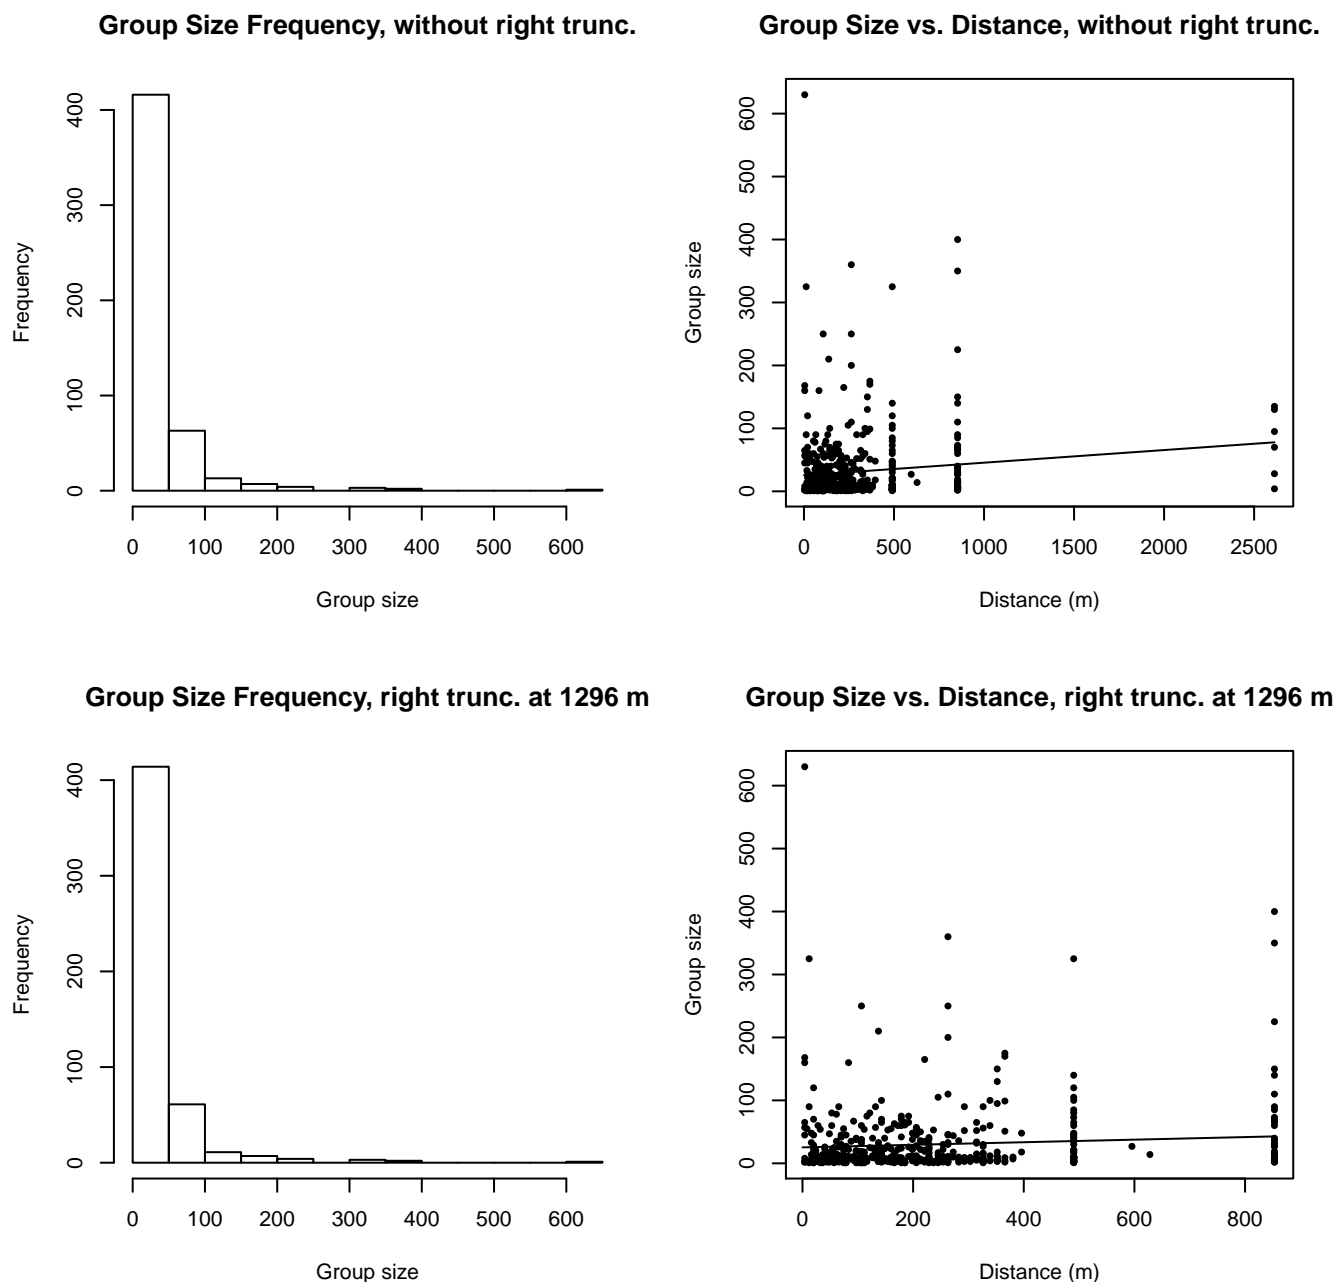 Group Size Frequency, without right trunc.
Frequency
0 100 200 300 400
0 100 200 300 400 500 600
Group size
Group Size vs. Distance, without right trunc.
Group size
0 100 200 300 400 500 600
0 500 1000 1500 2000 2500
Distance (m)
Group Size Frequency, right trunc. at 1296 m
Frequency
0 100 200 300 400
0 100 200 300 400 500 600
Group size
Group Size vs. Distance, right trunc. at 1296 m
Group size
0 100 200 300 400 500 600
0 200 400 600 800
Distance (m)